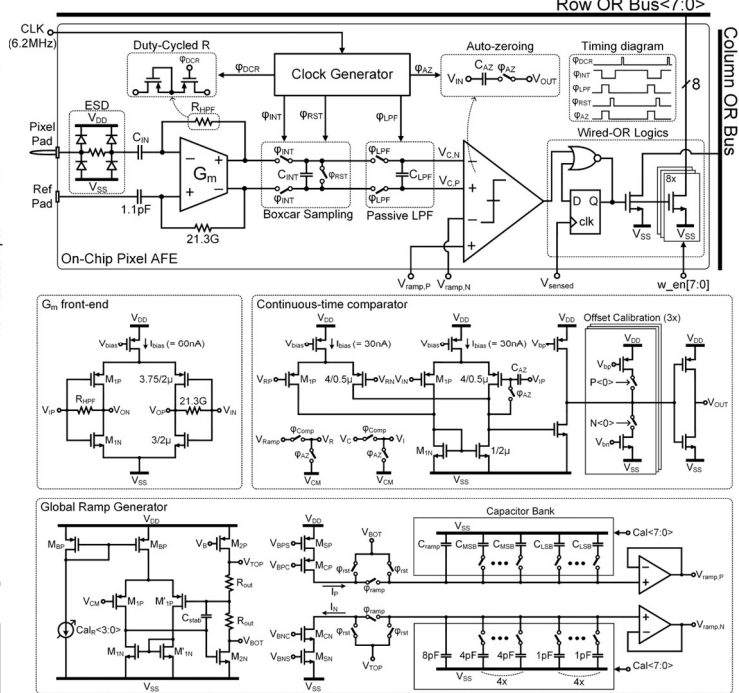 Row OR Bus<7:0>
CLK
(6.2MHz)
Duty-Cycled R
φDCR
φDCR
Clock Generator
φAZ
Auto-zeroing
CAZ
φAZ
VIN
VOUT
Timing diagram
φDCR
φINT
φLPF
φRST
φAZ
8
Column OR Bus
ESD
VDD
VSS
Pixel
Pad
Ref
Pad
CIN
1.1pF
RHPF
Gm
21.3G
φINT
φRST
φLPF
φINT
CINT
φRST
φINT
Boxcar Sampling
φLPF
CLPF
φLPF
Passive LPF
VC,N
VC,P
Vramp,P
Vramp,N
Wired-OR Logics
D Q
clk
8x
VSS
VSS
Vsensed
w_en[7:0]
On-Chip Pixel AFE
Gm front-end
VDD
Vbias
Ibias (= 60nA)
M1P
3.75/2μ
VIP
RHPF
VON
VOP
21.3G
VIN
M1N
3/2μ
VSS
Continuous-time comparator
VDD
VDD
VDD
Vbias
Ibias (= 30nA)
Vbias
Ibias (= 30nA)
Vbp
VRP
M1P
4/0.5μ
VRN
VIN
M1P
4/0.5μ
CAZ
VIP
φAZ
φComp
VRamp
VR
φAZ
VCM
φComp
VC
VI
φAZ
VCM
M1N
1/2μ
VSS
Offset Calibration (3x)
VDD
VDD
Vbp
P<0>
N<0>
Vbn
VSS
VSS
VOUT
Global Ramp Generator
VDD
MBP
MBP
VB
M2P
VTOP
Rout
VCM
M1P
M'1P
Cstab
Rout
CalR<3:0>
VBOT
M1N
M'1N
M2N
VSS
VDD
VBPS
MSP
VBPC
MCP
VBOT
φrst
φrst
φramp
IP
IN
φramp
VBNC
MCN
φrst
φrst
VBNS
MSN
VTOP
VSS
Capacitor Bank
VSS
Cramp
CMSB
CMSB
CLSB
CLSB
Cal<7:0>
Vramp,P
Vramp,N
8pF
4pF
4pF
1pF
1pF
VSS
4x
4x
Cal<7:0>